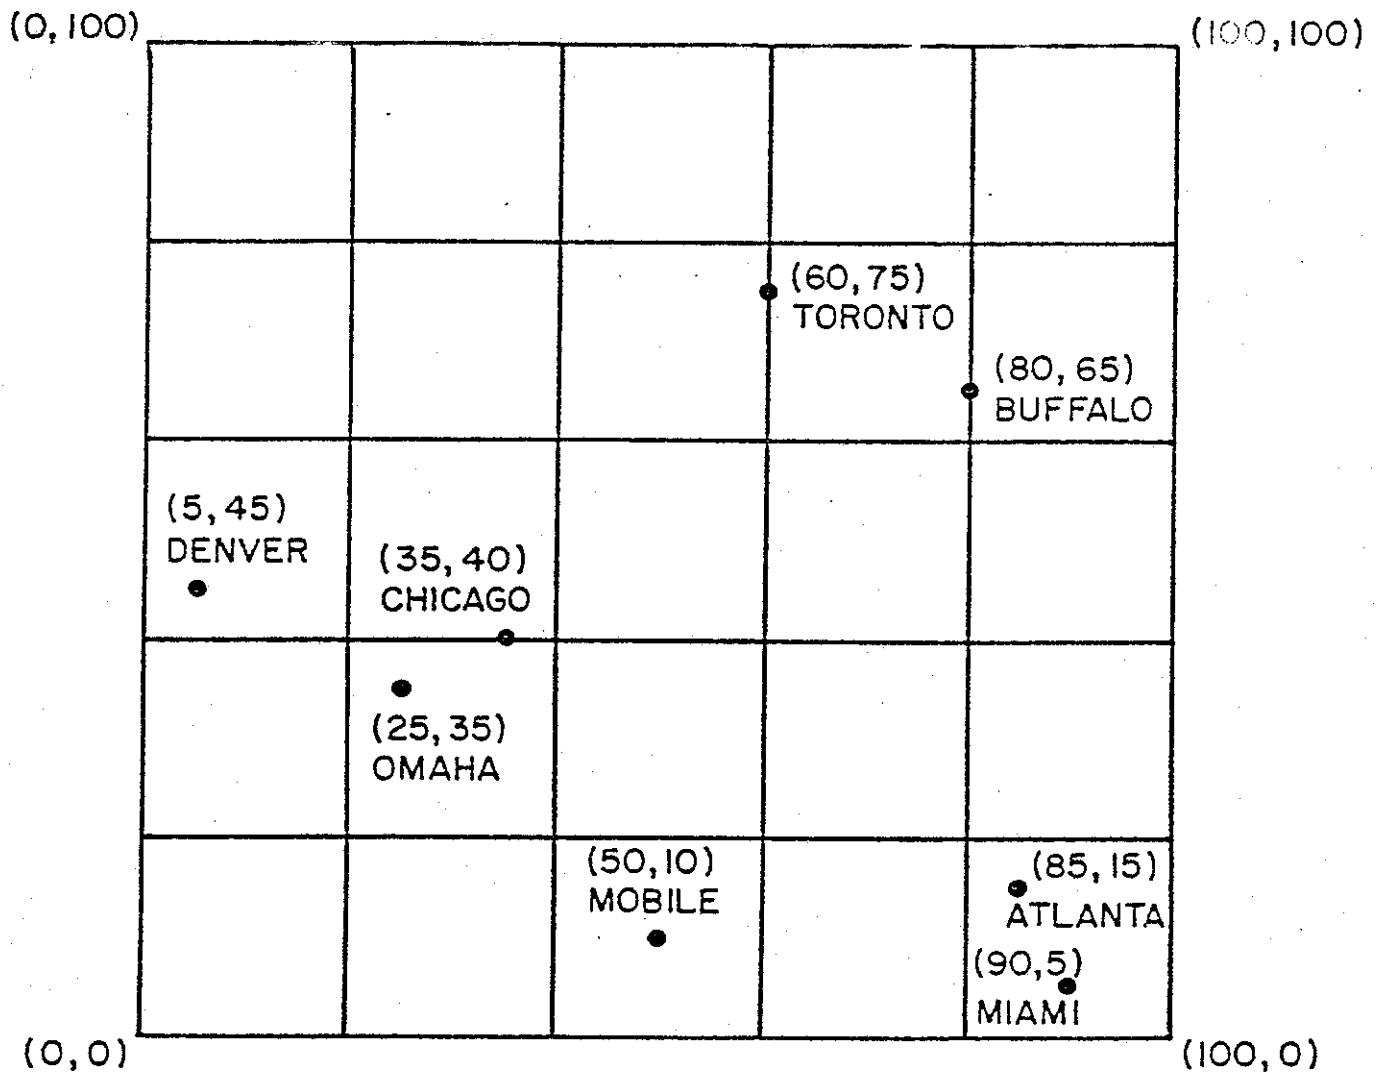 (0,100)
(100,100)
(60,75)
TORONTO
(80,65)
BUFFALO
(5,45)
DENVER
(35,40)
CHICAGO
(25,35)
OMAHA
(50,10)
MOBILE
(85,15)
ATLANTA
(90,5)
MIAMI
(0,0)
(100,0)